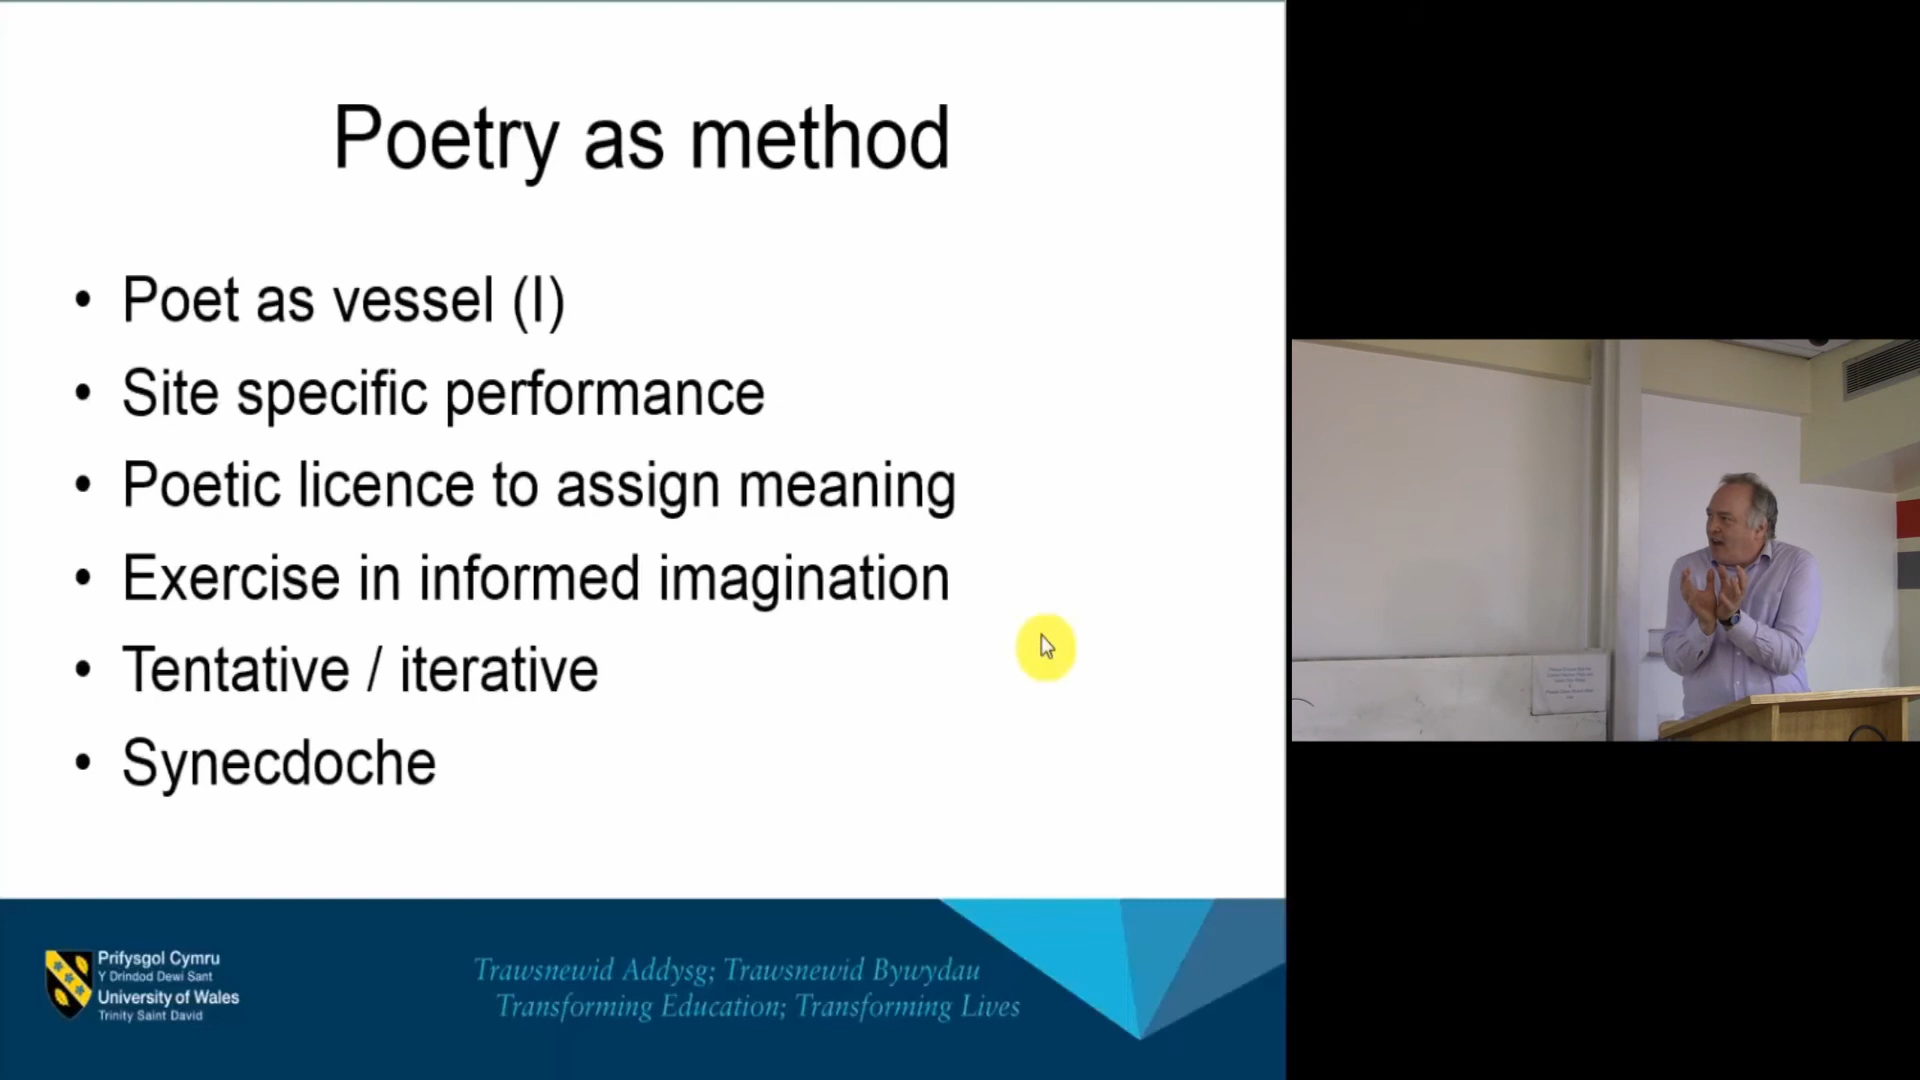 Poetry as method
• Poet as vessel (I)
• Site specific performance
• Poetic licence to assign meaning
• Exercise in informed imagination
• Tentative / iterative
• Synecdoche
Prifysgol Cymru
Y Drindod Dewi Sant
University of Wales
Trinity Saint David
Trawsnewid Addysg; Trawsnewid Bywydau
Transforming Education; Transforming Lives